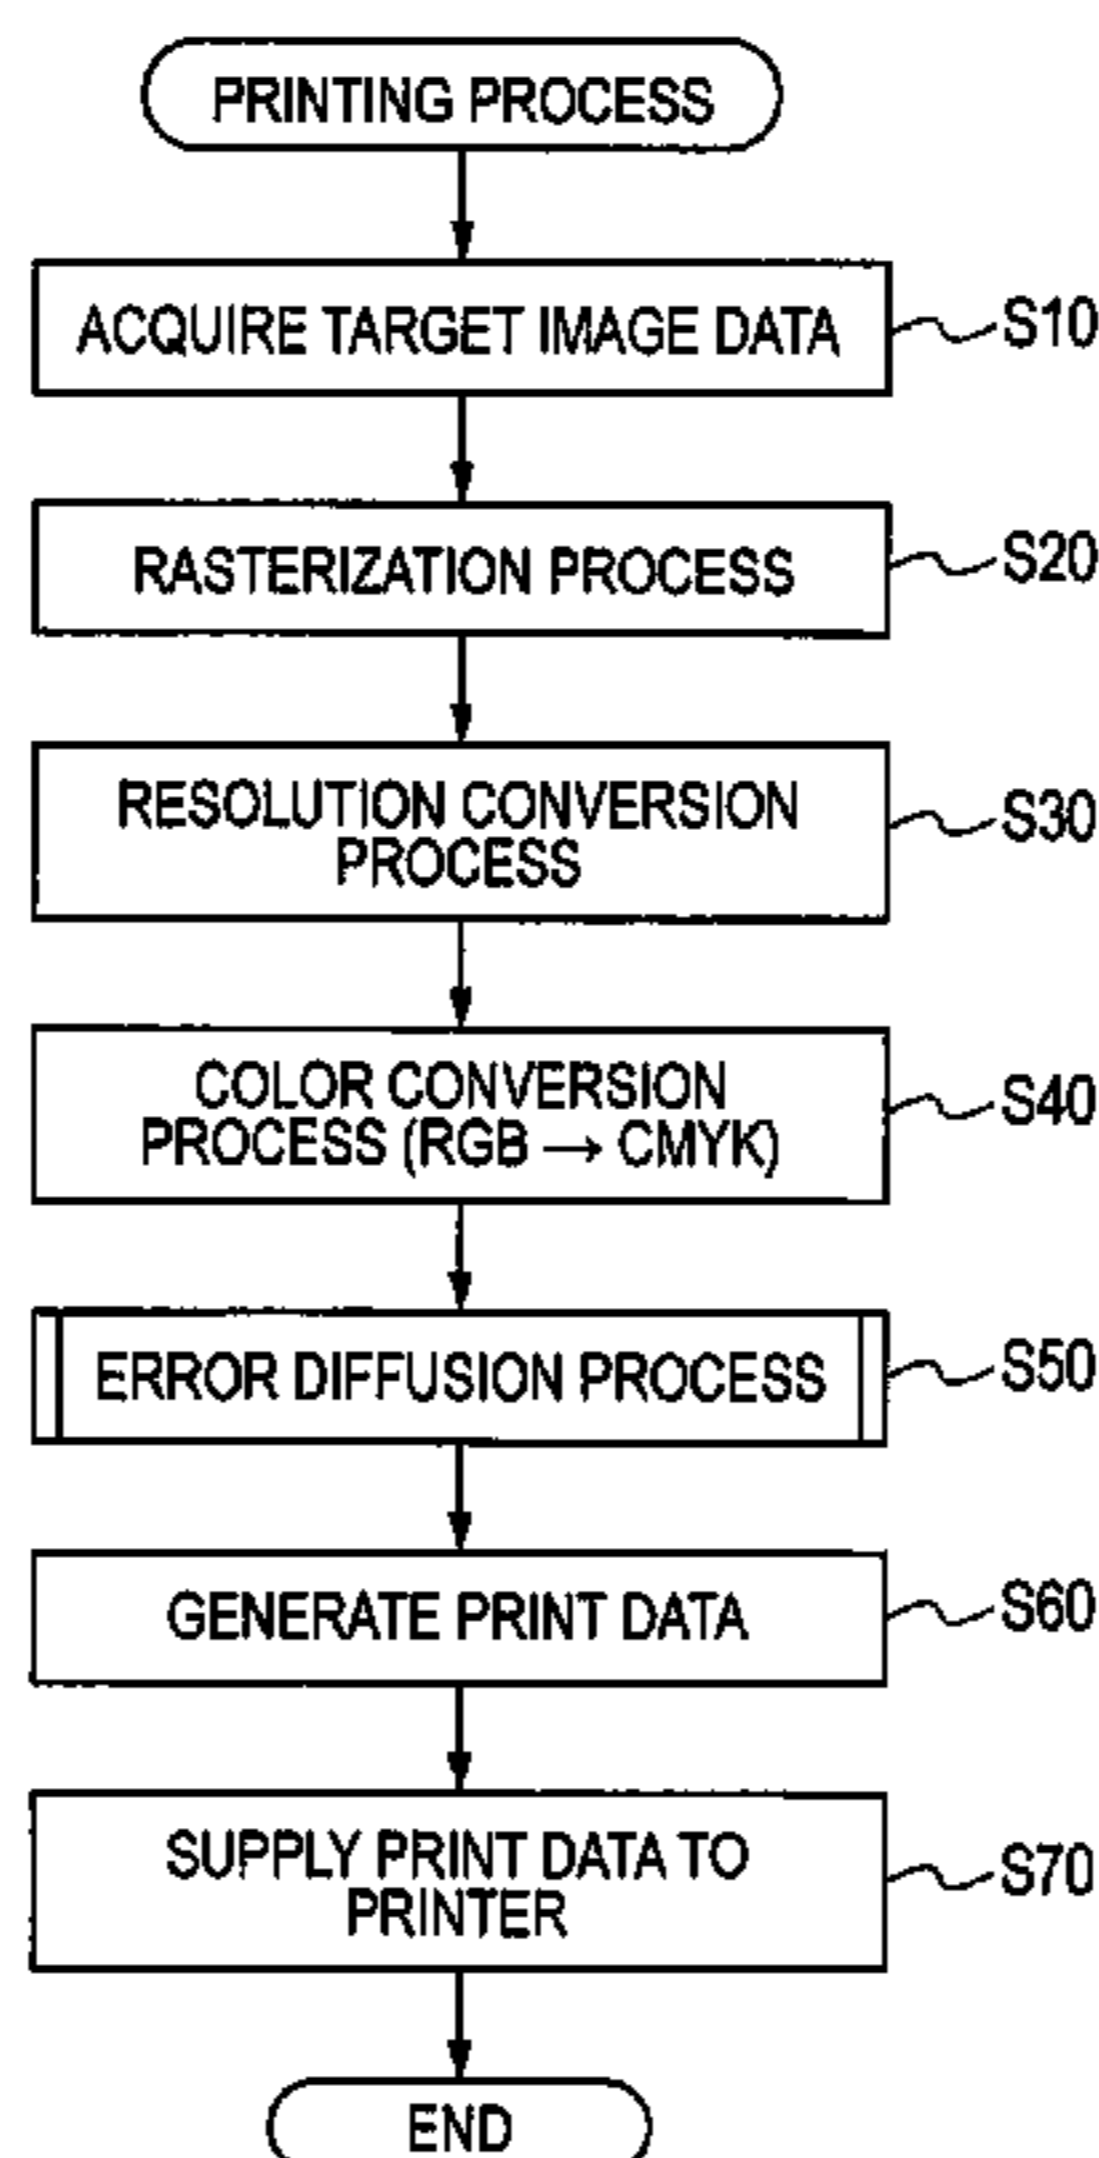 PRINTING PROCESS
ACQUIRE TARGET IMAGE DATA
S10
RASTERIZATION PROCESS
S20
RESOLUTION CONVERSION
PROCESS
S30
COLOR CONVERSION
PROCESS (RGB → CMYK)
S40
ERROR DIFFUSION PROCESS
S50
GENERATE PRINT DATA
S60
SUPPLY PRINT DATA TO
PRINTER
S70
END